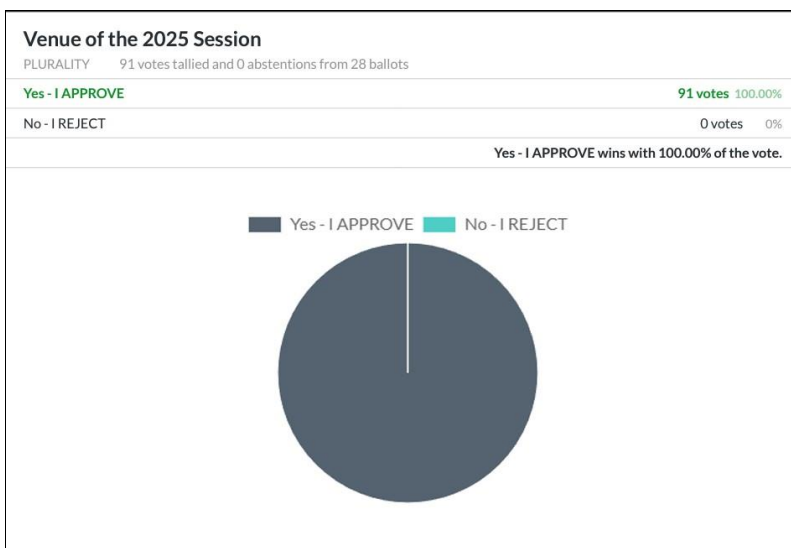 Venue of the 2025 Session
PLURALITY 91 votes tallied and 0 abstentions from 28 ballots
Yes - I APPROVE 91 votes 100.00%
No - I REJECT 0 votes 0%
Yes - I APPROVE wins with 100.00% of the vote.
Yes - I APPROVE No - I REJECT